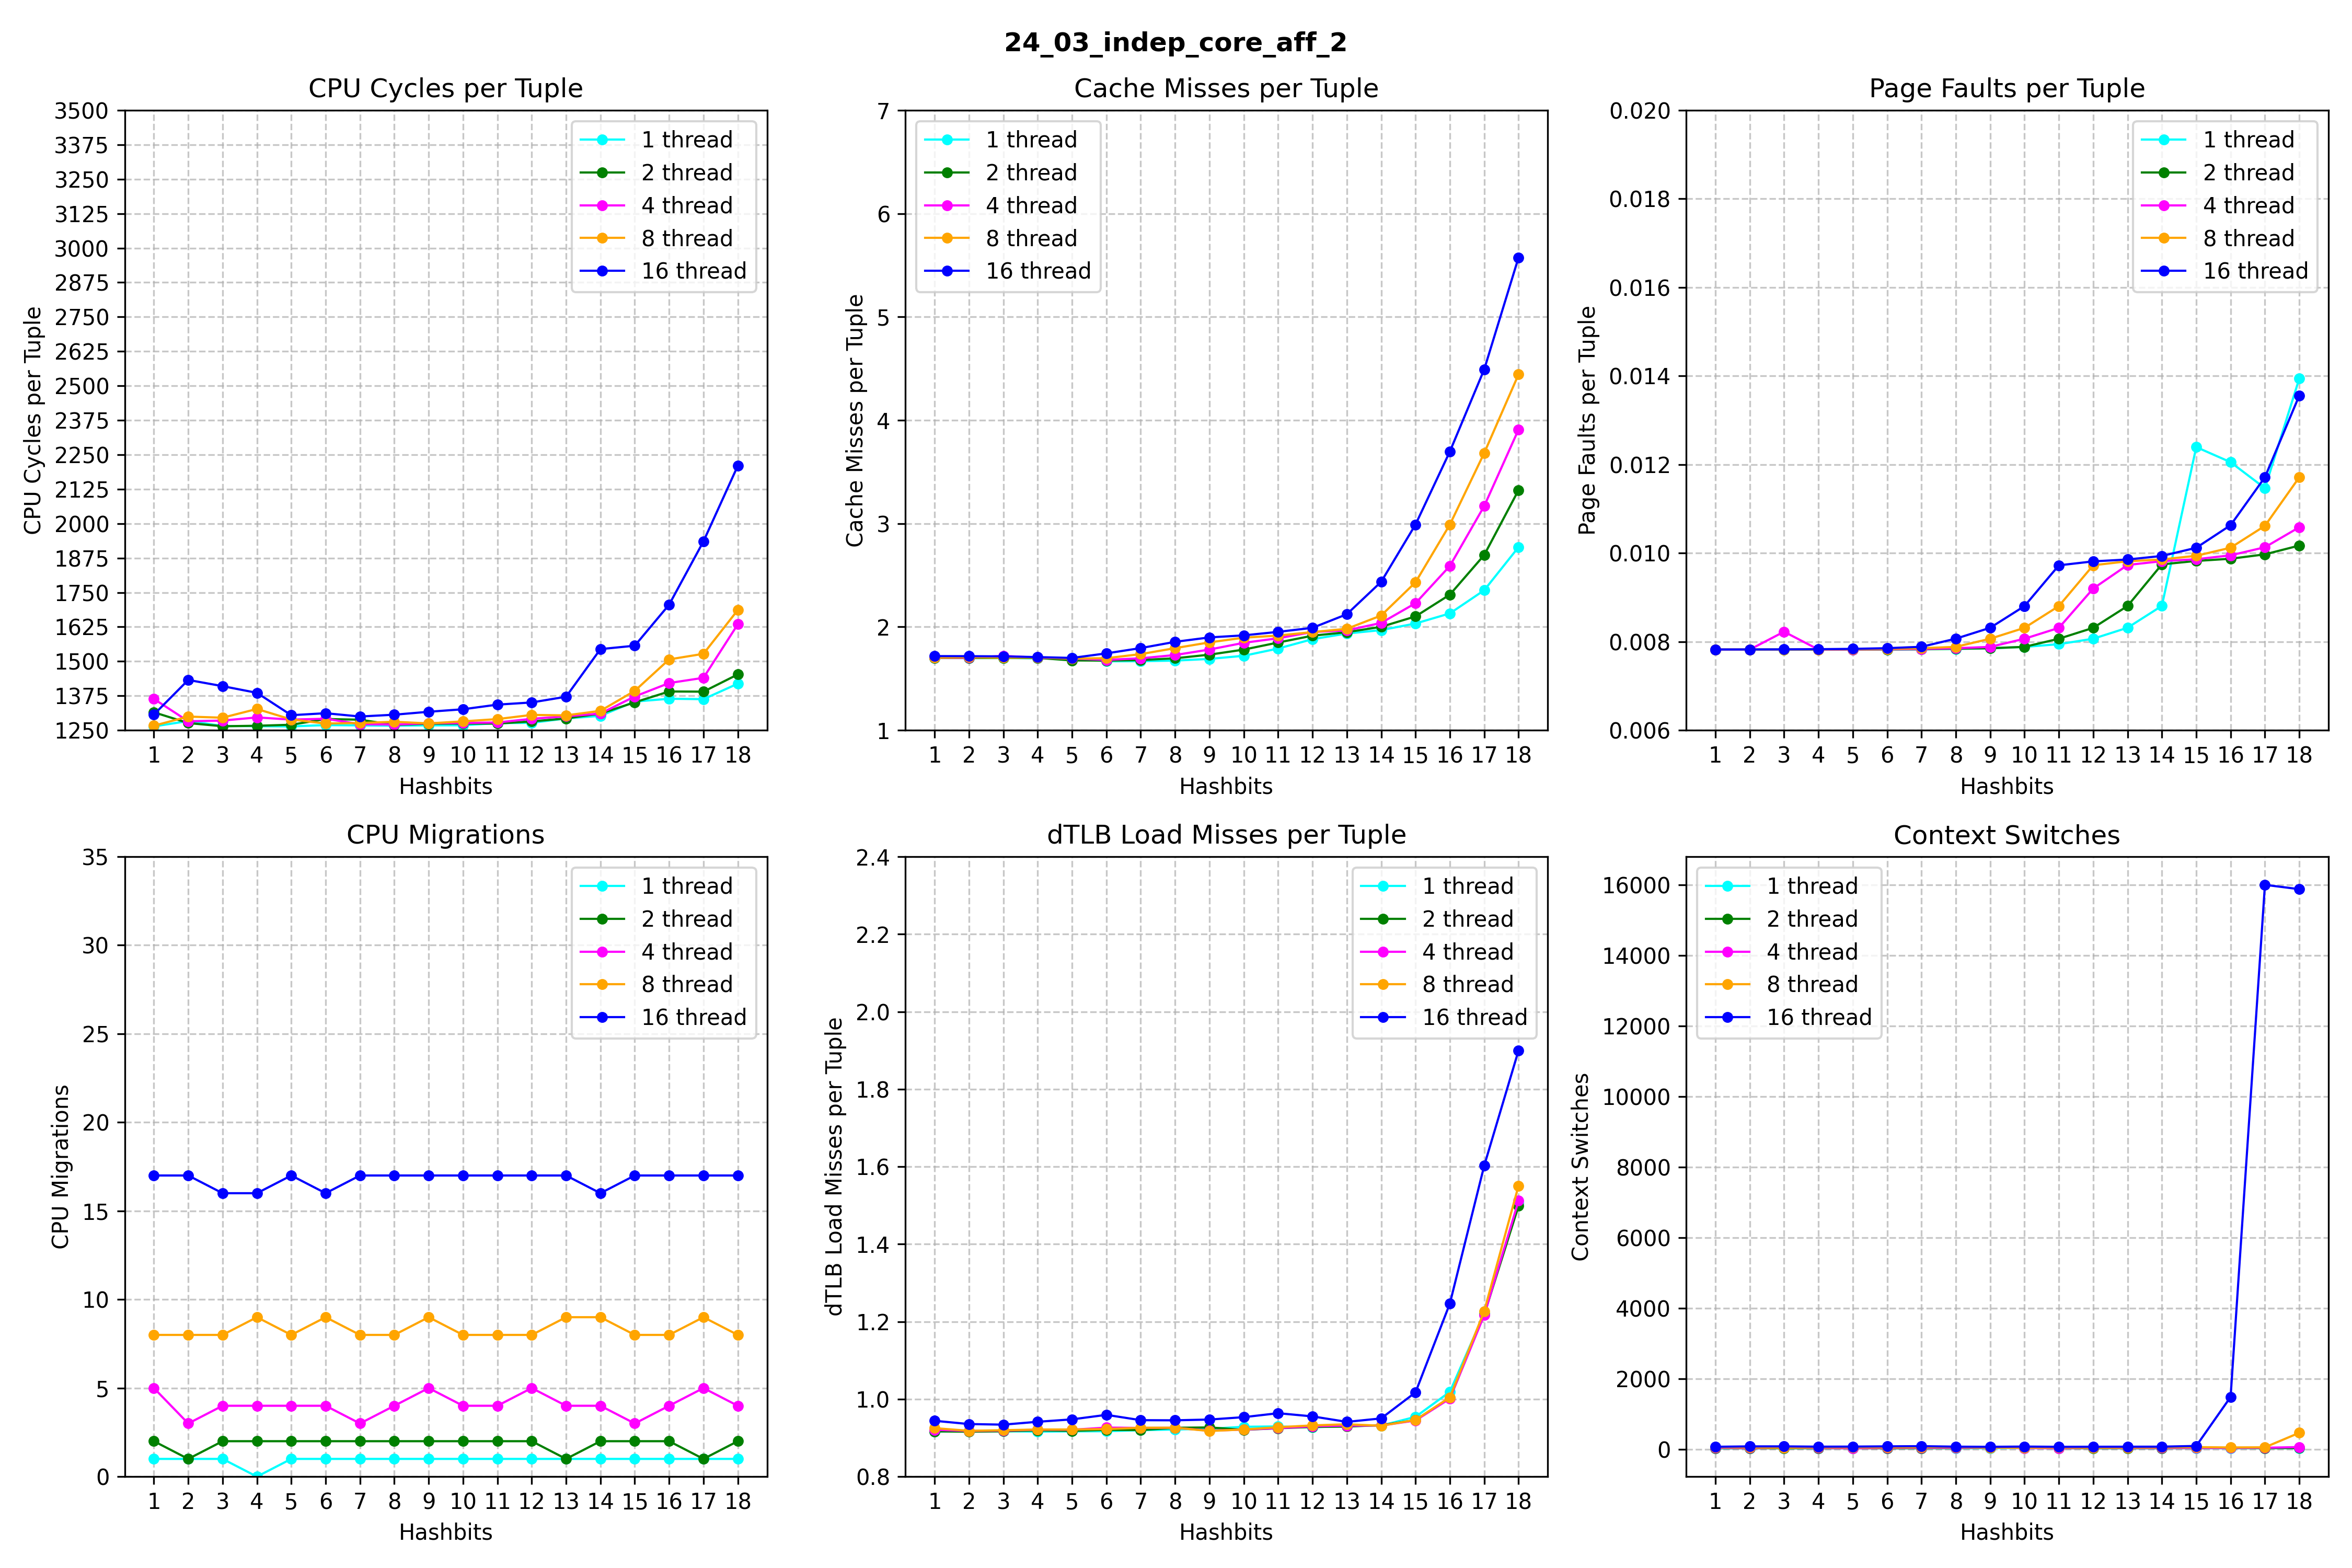 24_03_indep_core_aff_2
CPU Cycles per Tuple
CPU Cycles per Tuple
3500
3375
3250
3125
3000
2875
2750
2625
2500
2375
2250
2125
2000
1875
1750
1625
1500
1375
1250
1 thread
2 thread
4 thread
8 thread
16 thread
1 2 3 4 5 6 7 8 9 10 11 12 13 14 15 16 17 18
Hashbits
Cache Misses per Tuple
Cache Misses per Tuple
7
6
5
4
3
2
1
1 thread
2 thread
4 thread
8 thread
16 thread
1 2 3 4 5 6 7 8 9 10 11 12 13 14 15 16 17 18
Hashbits
Page Faults per Tuple
Page Faults per Tuple
0.020
0.018
0.016
0.014
0.012
0.010
0.008
0.006
1 thread
2 thread
4 thread
8 thread
16 thread
1 2 3 4 5 6 7 8 9 10 11 12 13 14 15 16 17 18
Hashbits
CPU Migrations
CPU Migrations
35
30
25
20
15
10
5
0
1 thread
2 thread
4 thread
8 thread
16 thread
1 2 3 4 5 6 7 8 9 10 11 12 13 14 15 16 17 18
Hashbits
dTLB Load Misses per Tuple
dTLB Load Misses per Tuple
2.4
2.2
2.0
1.8
1.6
1.4
1.2
1.0
0.8
1 thread
2 thread
4 thread
8 thread
16 thread
1 2 3 4 5 6 7 8 9 10 11 12 13 14 15 16 17 18
Hashbits
Context Switches
Context Switches
16000
14000
12000
10000
8000
6000
4000
2000
0
1 thread
2 thread
4 thread
8 thread
16 thread
1 2 3 4 5 6 7 8 9 10 11 12 13 14 15 16 17 18
Hashbits